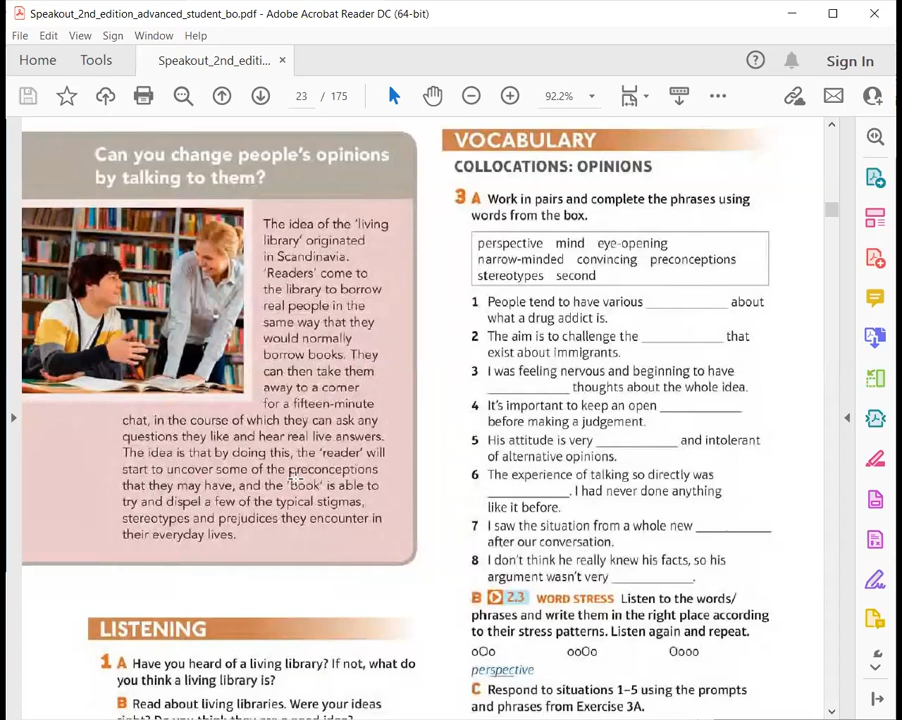 Speakout_2nd_edition_advanced_student_bo.pdf - Adobe Acrobat Reader DC (64-bit)
File Edit View Sign Window Help
Home Tools Speakout_2nd_editi... × Sign In
23 / 175 92.2%
Can you change people's opinions
by talking to them?
The idea of the 'living
library' originated
in Scandinavia.
'Readers' come to
the library to borrow
real people in the
same way that they
would normally
borrow books. They
can then take them
away to a corner
for a fifteen-minute
chat, in the course of which they can ask any
questions they like and hear real live answers.
The idea is that by doing this, the 'reader' will
start to uncover some of the preconceptions
that they may have, and the 'book' is able to
try and dispel a few of the typical stigmas,
stereotypes and prejudices they encounter in
their everyday lives.
LISTENING
1 A Have you heard of a living library? If not, what do
you think a living library is?
B Read about living libraries. Were your ideas
right? Do you think they are a good idea?
VOCABULARY
COLLOCATIONS: OPINIONS
3 A Work in pairs and complete the phrases using
words from the box.
perspective mind eye-opening
narrow-minded convincing preconceptions
stereotypes second
1 People tend to have various ____________ about
what a drug addict is.
2 The aim is to challenge the ____________ that
exist about immigrants.
3 I was feeling nervous and beginning to have
____________ thoughts about the whole idea.
4 It's important to keep an open ____________
before making a judgement.
5 His attitude is very ____________ and intolerant
of alternative opinions.
6 The experience of talking so directly was
____________. I had never done anything
like it before.
7 I saw the situation from a whole new ____________
after our conversation.
8 I don't think he really knew his facts, so his
argument wasn't very ____________.
B 2.3 WORD STRESS Listen to the words/
phrases and write them in the right place according
to their stress patterns. Listen again and repeat.
oOo ooOo Oooo
perspective
C Respond to situations 1–5 using the prompts
and phrases from Exercise 3A.